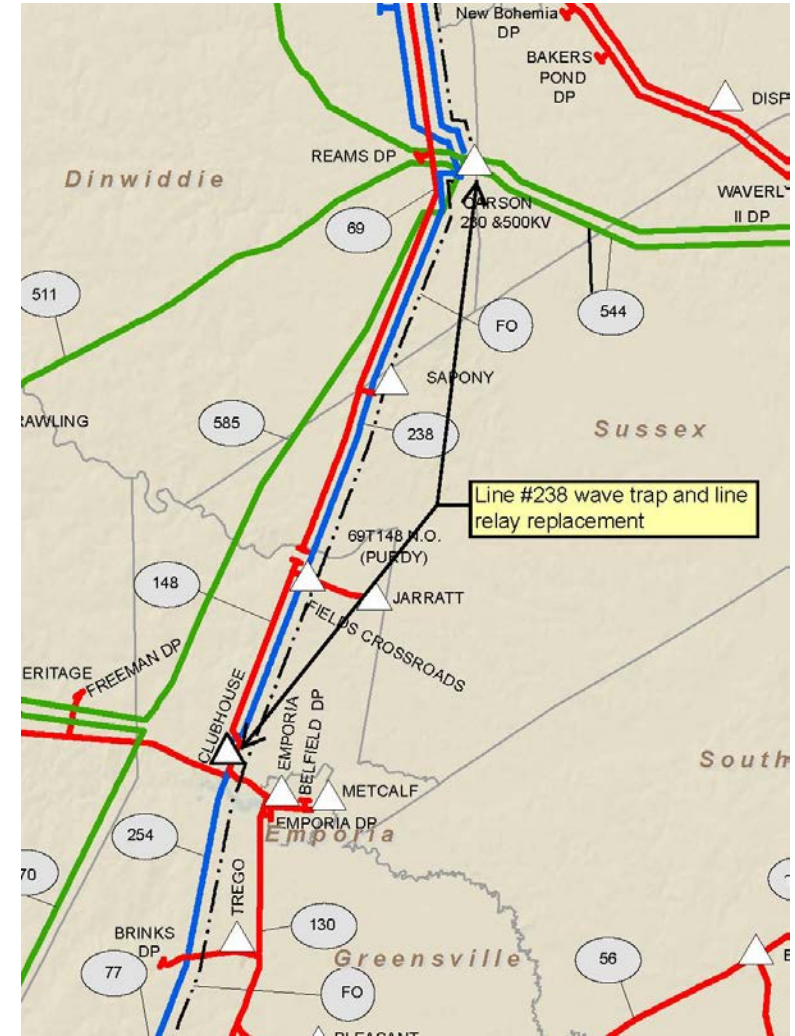 New Bohemia
DP
BAKERS
POND
DP
DISP
REAMS DP
Dinwiddie
WAVERL
II DP
CARSON
230 &500KV
69
511
544
FO
SAPONY
RAWLING
585
238
Sussex
Line #238 wave trap and line
relay replacement
69T148 N.O.
(PURDY)
148
JARRATT
FIELDS CROSSROADS
ERITAGE
FREEMAN DP
CLUBHOUSE
EMPORIA
BELFIELD DP
South
METCALF
EMPORIA DP
Emporia
254
70
TREGO
130
BRINKS
DP
Greensville
56
77
FO
PLEASANT